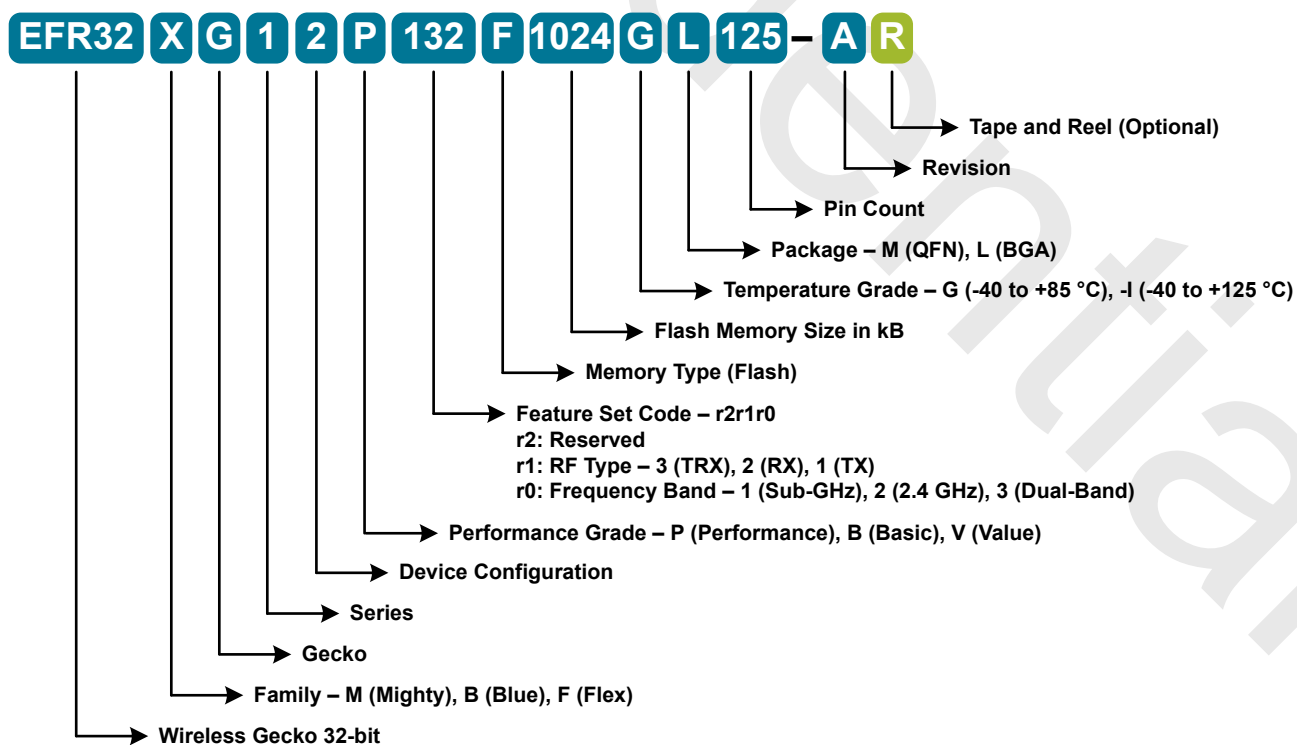 EFR32 X G 1 2 P 132 F 1024 G L 125 – A R
Tape and Reel (Optional)
Revision
Pin Count
Package – M (QFN), L (BGA)
Temperature Grade – G (-40 to +85 °C), -I (-40 to +125 °C)
Flash Memory Size in kB
Memory Type (Flash)
Feature Set Code – r2r1r0
r2: Reserved
r1: RF Type – 3 (TRX), 2 (RX), 1 (TX)
r0: Frequency Band – 1 (Sub-GHz), 2 (2.4 GHz), 3 (Dual-Band)
Performance Grade – P (Performance), B (Basic), V (Value)
Device Configuration
Series
Gecko
Family – M (Mighty), B (Blue), F (Flex)
Wireless Gecko 32-bit